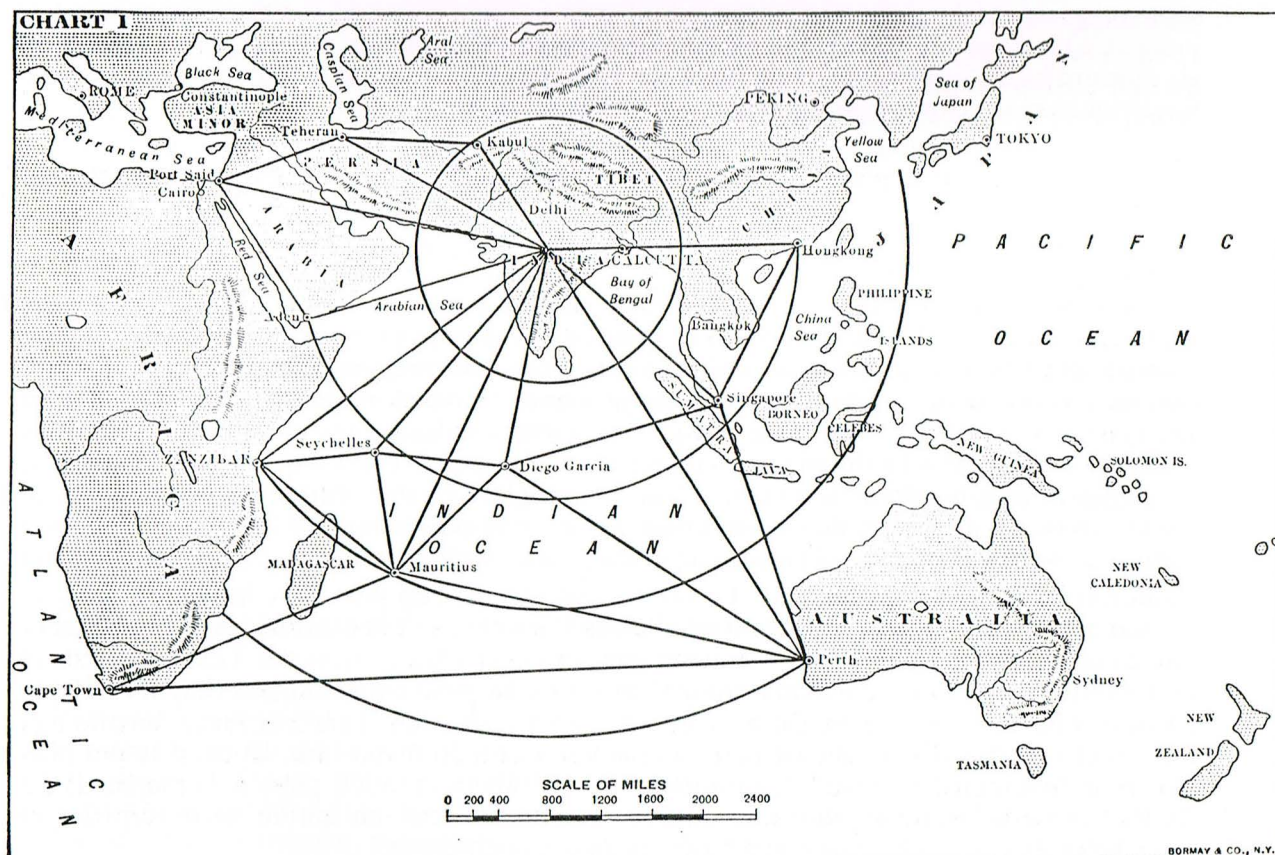 CHART 1
Aral
Sea
Caspian Sea
Black Sea
ROME
Constantinople
ASIA
MINOR
Mediterranean Sea
Teheran
PERSIA
Kabul
PEKING
Sea of
Japan
Yellow
Sea
TOKYO
JAPAN
Port Said
Cairo
TIBET
Delhi
CHINA
ARABIA
Red Sea
INDIA
CALCUTTA
Hongkong
PACIFIC
OCEAN
Arabian Sea
Bay of
Bengal
Aden
Bangkok
China
Sea
PHILIPPINE
ISLANDS
AFRICA
SUMATRA
Singapore
BORNEO
CELEBES
JAVA
NEW GUINEA
SOLOMON IS.
Seychelles
ZANZIBAR
Diego Garcia
INDIAN
OCEAN
MADAGASCAR
Mauritius
NEW
CALEDONIA
AUSTRALIA
Perth
Sydney
Cape Town
ATLANTIC
OCEAN
NEW
ZEALAND
TASMANIA
SCALE OF MILES
0 200 400 800 1200 1600 2000 2400
BORMAY & CO., N.Y.